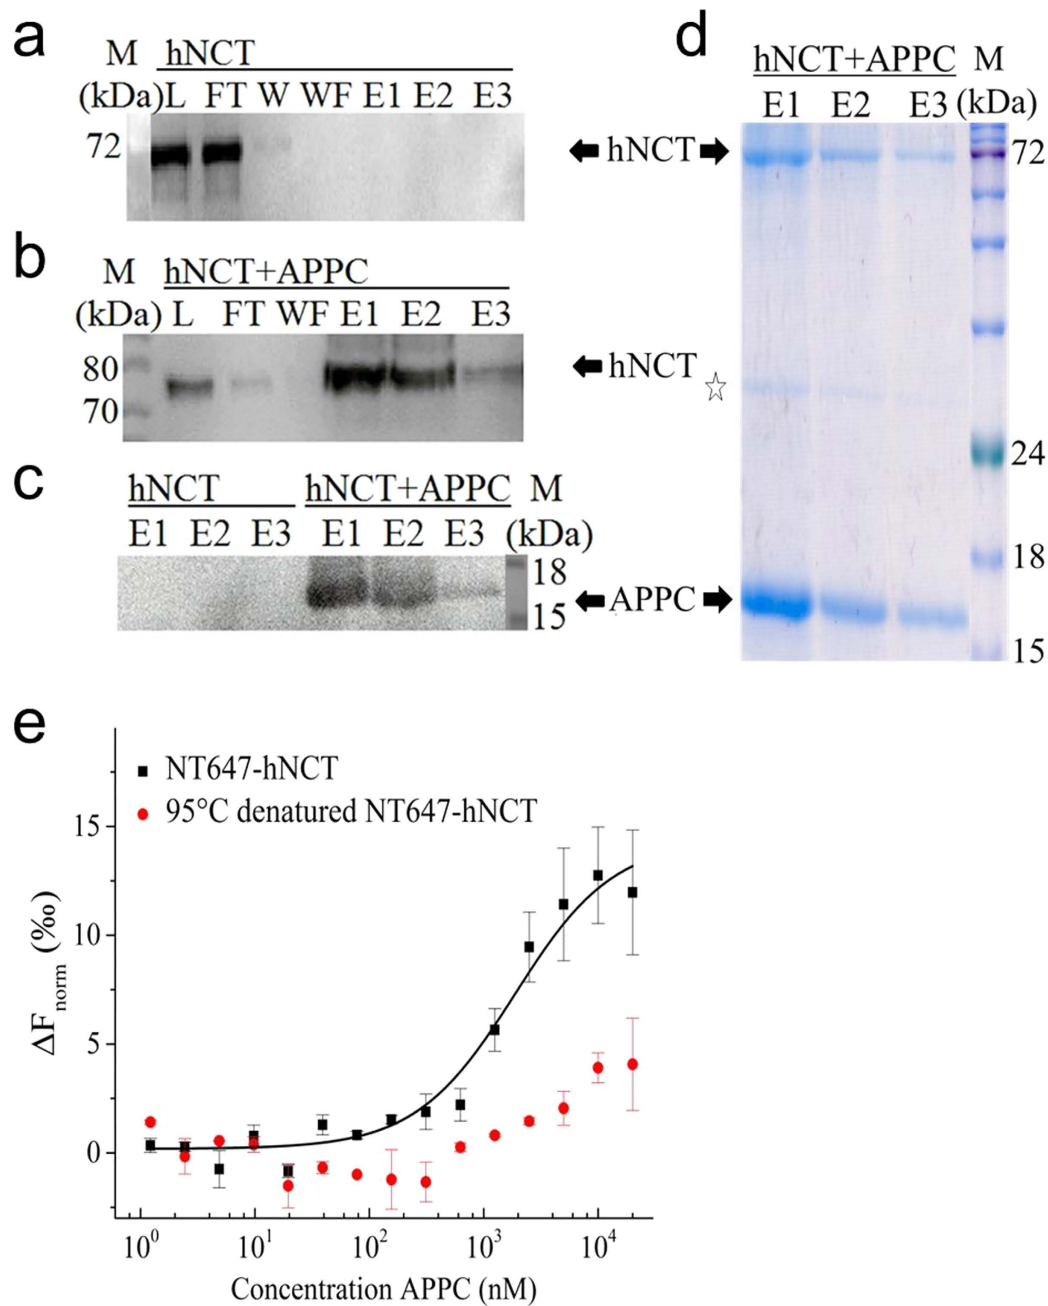 a
M hNCT
(kDa) L FT W WF E1 E2 E3
72
hNCT
b
M hNCT+APPC
(kDa) L FT WF E1 E2 E3
80
70
hNCT
c
hNCT hNCT+APPC M
E1 E2 E3 E1 E2 E3 (kDa)
18
15
APPC
d
hNCT+APPC M
E1 E2 E3 (kDa)
72
24
18
15
e
NT647-hNCT
95°C denatured NT647-hNCT
15
10
5
0
ΔFnorm (‰)
10⁰ 10¹ 10² 10³ 10⁴
Concentration APPC (nM)